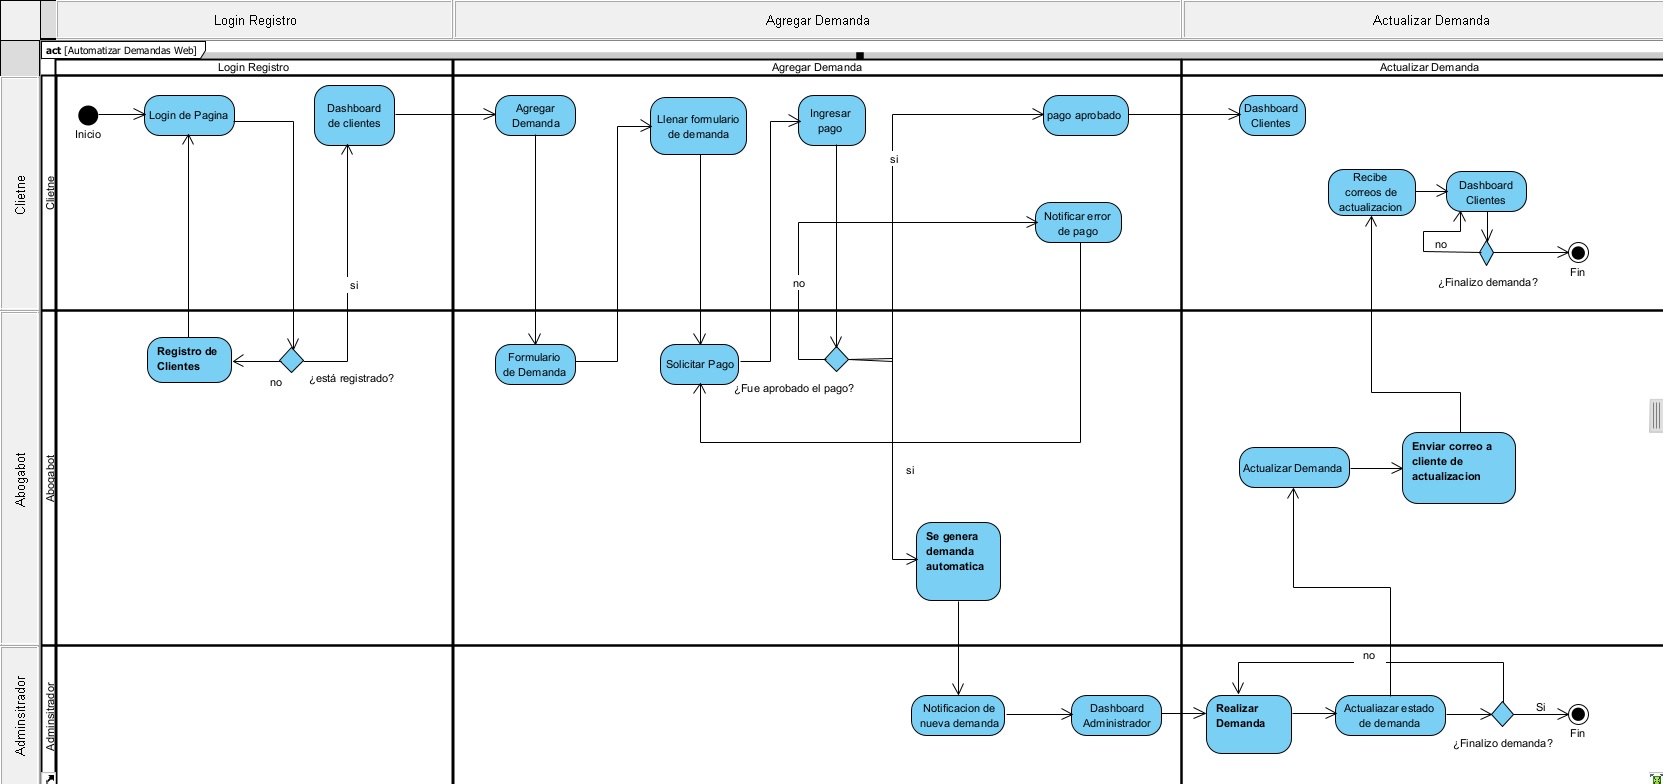 Login Registro
Agregar Demanda
Actualizar Demanda
act [Automatizar Demandas Web]
Login Registro
Agregar Demanda
Actualizar Demanda
Clietne
Clietne
Inicio
Login de Pagina
Dashboard
de clientes
Agregar
Demanda
Llenar formulario
de demanda
Ingresar
pago
si
pago aprobado
Dashboard
Clientes
Notificar error
de pago
Recibe
correos de
actualizacion
Dashboard
Clientes
no
¿Finalizo demanda?
Fin
si
no
Abogabot
Abogabot
Registro de
Clientes
no
¿está registrado?
Formulario
de Demanda
Solicitar Pago
¿Fue aprobado el pago?
si
Se genera
demanda
automatica
Actualizar Demanda
Enviar correo a
cliente de
actualizacion
Adminsitrador
Adminsitrador
Notificacion de
nueva demanda
Dashboard
Administrador
Realizar
Demanda
Actualiazar estado
de demanda
no
Si
¿Finalizo demanda?
Fin